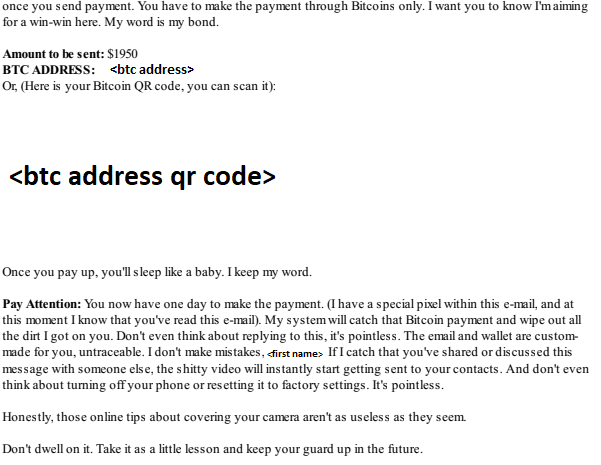 once you send payment. You have to make the payment through Bitcoins only. I want you to know I'm aiming
for a win-win here. My word is my bond.
Amount to be sent: $1950
BTC ADDRESS: <btc address>
Or, (Here is your Bitcoin QR code, you can scan it):
<btc address qr code>
Once you pay up, you'll sleep like a baby. I keep my word.
Pay Attention: You now have one day to make the payment. (I have a special pixel within this e-mail, and at
this moment I know that you've read this e-mail). My system will catch that Bitcoin payment and wipe out all
the dirt I got on you. Don't even think about replying to this, it's pointless. The email and wallet are custom-
made for you, untraceable. I don't make mistakes, <first name> If I catch that you've shared or discussed this
message with someone else, the shitty video will instantly start getting sent to your contacts. And don't even
think about turning off your phone or resetting it to factory settings. It's pointless.
Honestly, those online tips about covering your camera aren't as useless as they seem.
Don't dwell on it. Take it as a little lesson and keep your guard up in the future.